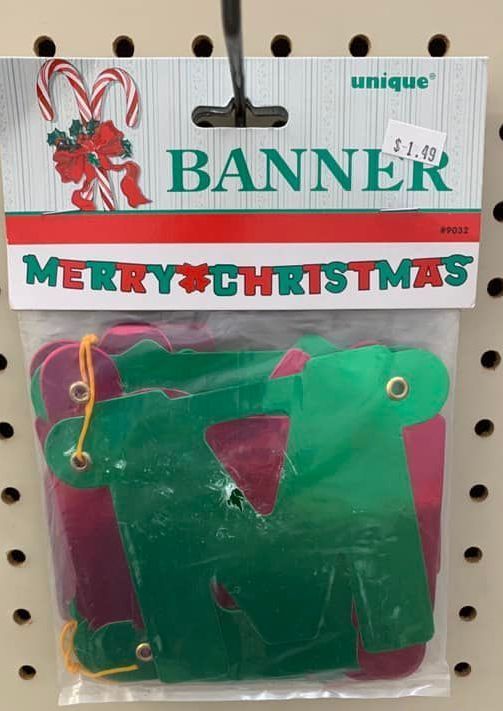 unique®
$1.49
BANNER
#9032
MERRY CHRISTMAS
M